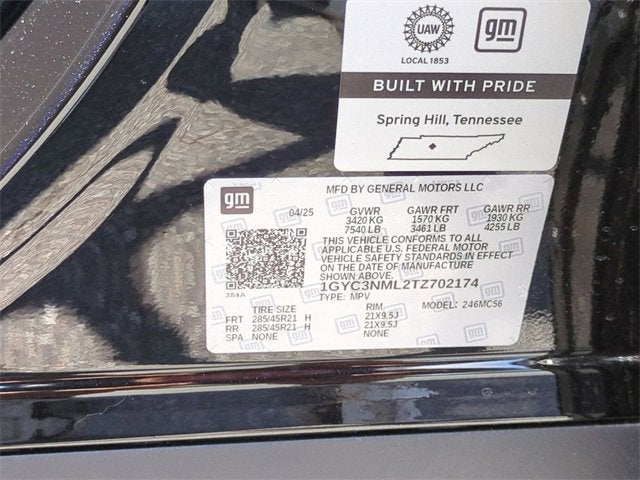 UAW
gm
LOCAL 1853
BUILT WITH PRIDE
Spring Hill, Tennessee
gm
MFD BY GENERAL MOTORS LLC
04/25 GVWR GAWR FRT GAWR RR
3420 KG 1570 KG 1930 KG
7540 LB 3461 LB 4255 LB
THIS VEHICLE CONFORMS TO ALL
APPLICABLE U.S. FEDERAL MOTOR
VEHICLE SAFETY STANDARDS IN EFFECT
ON THE DATE OF MANUFACTURE
SHOWN ABOVE.
1GYC3NML2TZ702174
384A TYPE: MPV MODEL: 246MC56
TIRE SIZE RIM
FRT 285/45R21 H 21X9.5J
RR 285/45R21 H 21X9.5J
SPA NONE NONE